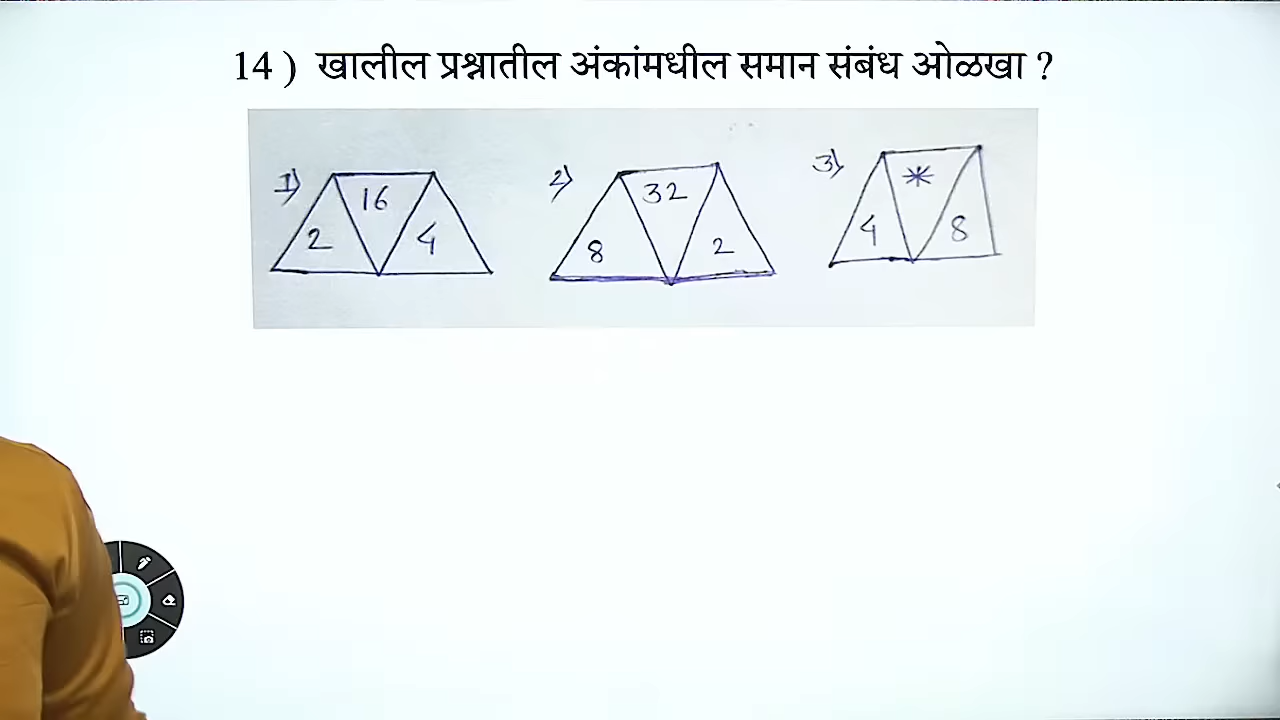 14 ) खालील प्रश्नातील अंकांमधील समान संबंध ओळखा ?
1) 2 16 4
2) 8 32 2
3) 4 * 8